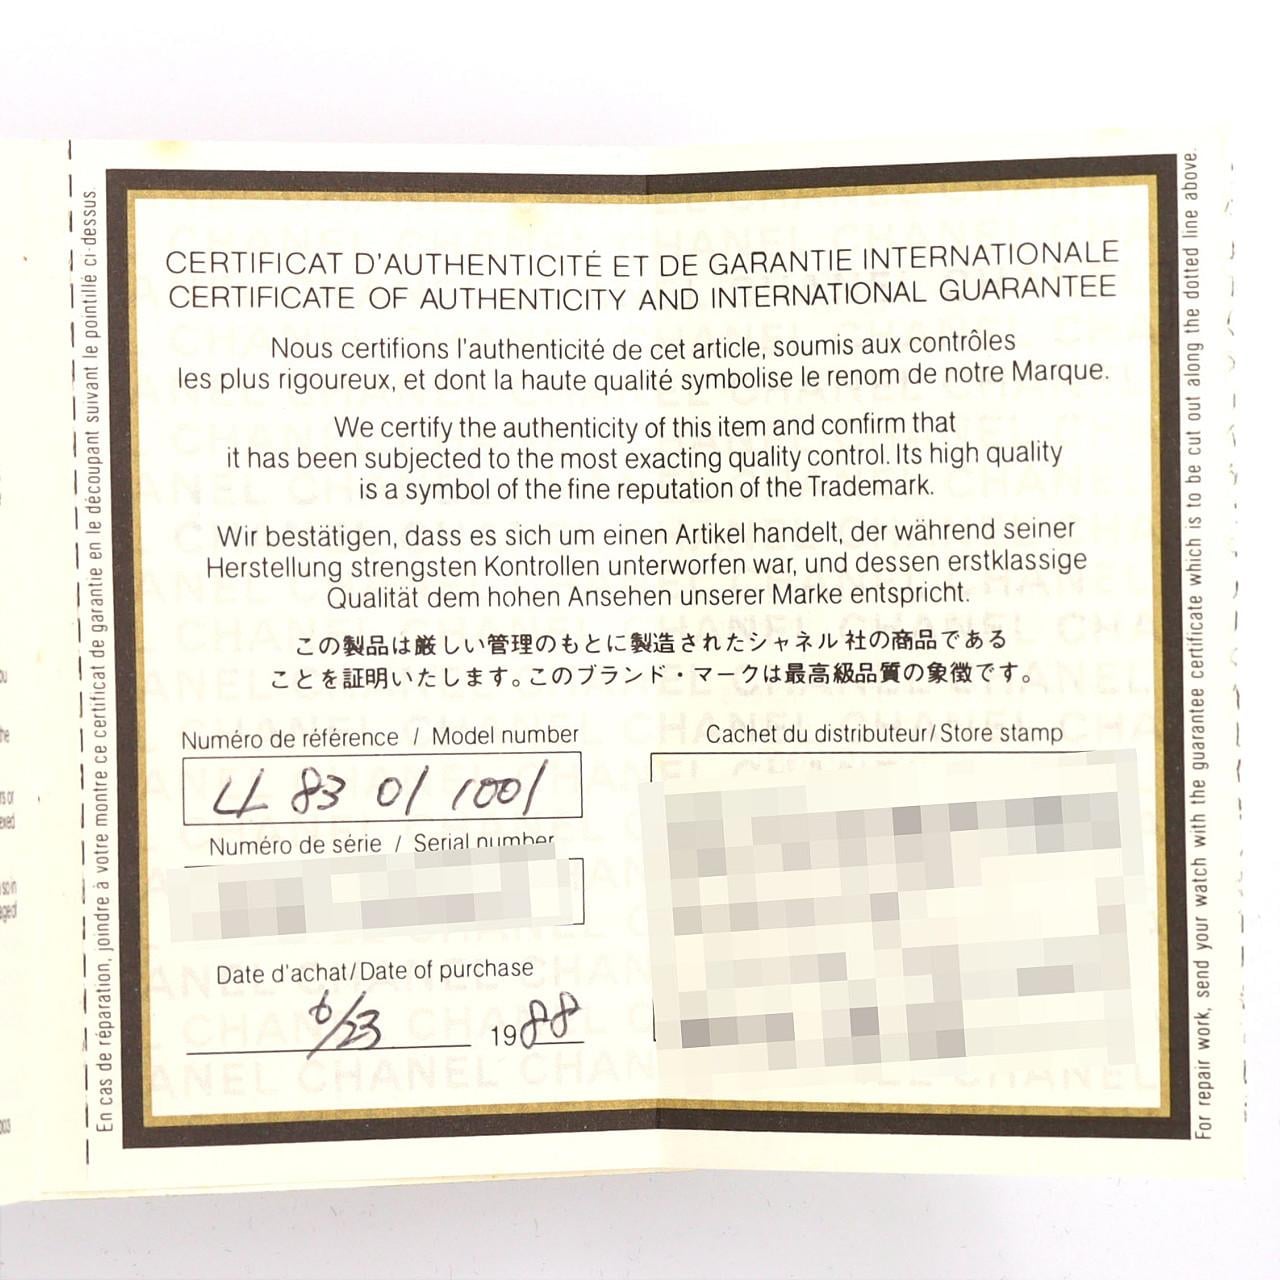 En cas de réparation, joindre à votre montre ce certificat de garantie en le découpant suivant le pointillé ci-dessus.
CERTIFICAT D'AUTHENTICITÉ ET DE GARANTIE INTERNATIONALE
CERTIFICATE OF AUTHENTICITY AND INTERNATIONAL GUARANTEE
Nous certifions l'authenticité de cet article, soumis aux contrôles
les plus rigoureux, et dont la haute qualité symbolise le renom de notre Marque.
We certify the authenticity of this item and confirm that
it has been subjected to the most exacting quality control. Its high quality
is a symbol of the fine reputation of the Trademark.
Wir bestätigen, dass es sich um einen Artikel handelt, der während seiner
Herstellung strengsten Kontrollen unterworfen war, und dessen erstklassige
Qualität dem hohen Ansehen unserer Marke entspricht.
この製品は厳しい管理のもとに製造されたシャネル社の商品である
ことを証明いたします。このブランド・マークは最高級品質の象徴です。
Numéro de référence / Model number
83 01 1001
Numéro de série / Serial number
Date d'achat/Date of purchase
6/23 1988
Cachet du distributeur/Store stamp
For repair work, send your watch with the guarantee certificate which is to be cut out along the dotted line above.